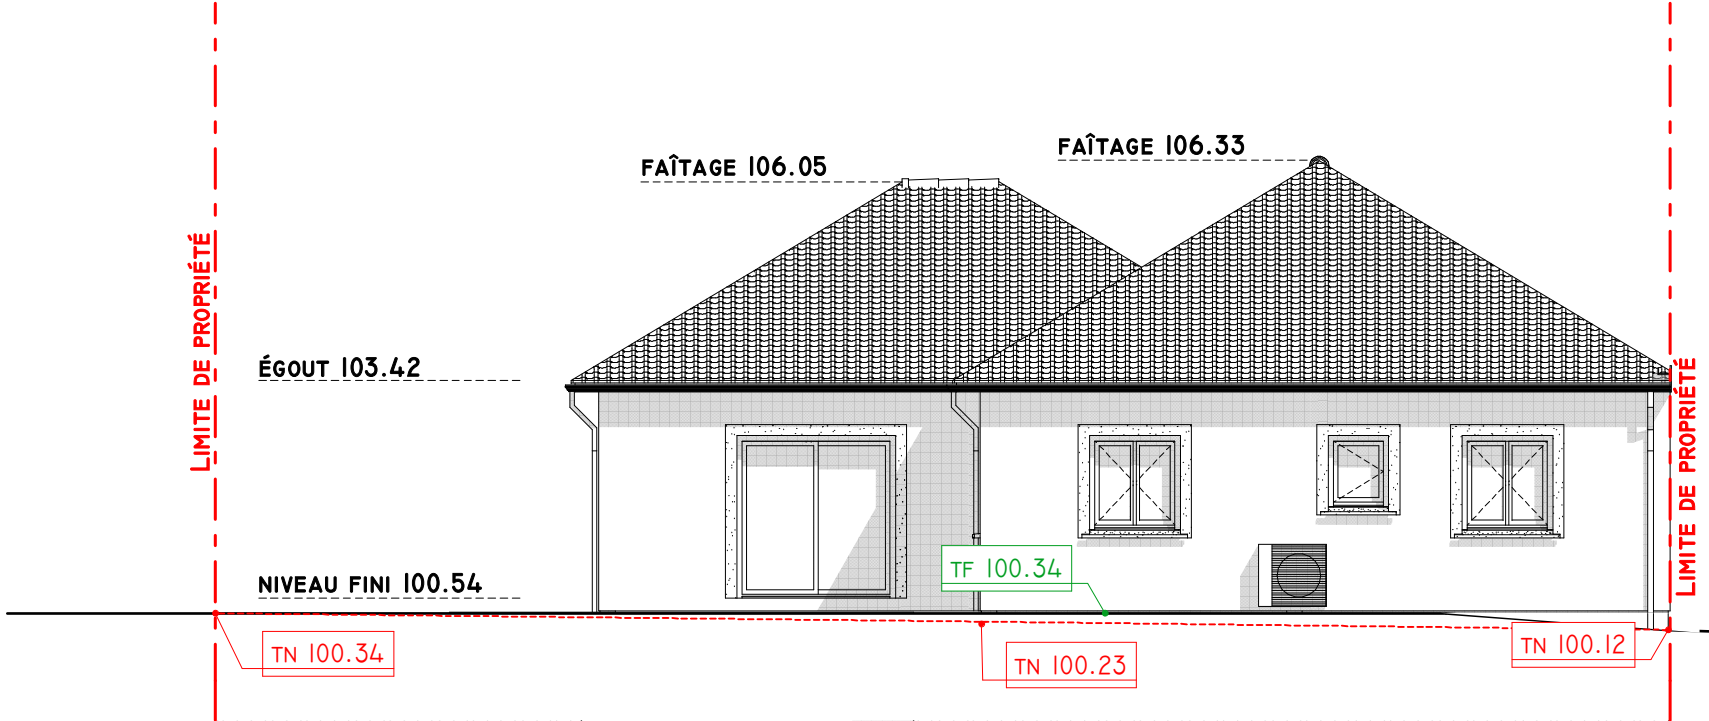 FAÎTAGE 106.33
FAÎTAGE 106.05
LIMITE DE PROPRIÉTÉ
ÉGOUT 103.42
LIMITE DE PROPRIÉTÉ
NIVEAU FINI 100.54
TF 100.34
TN 100.34
TN 100.23
TN 100.12